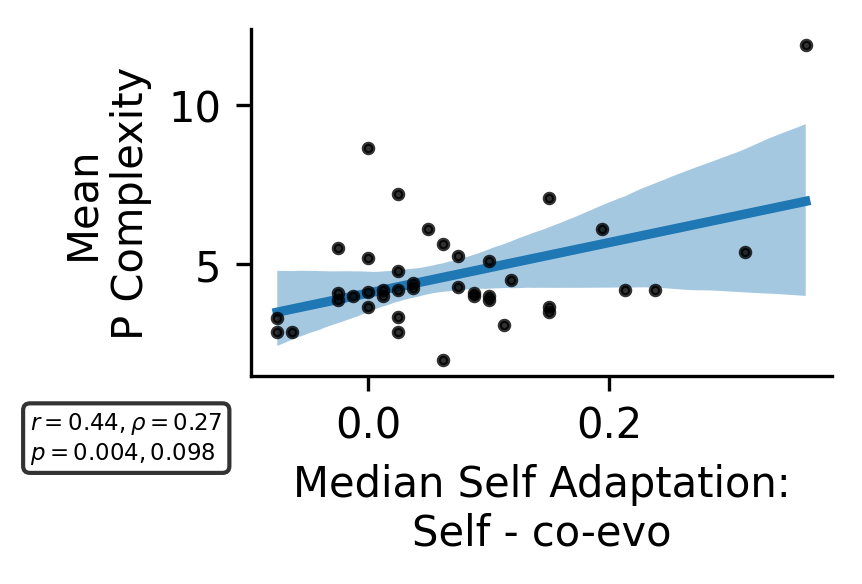 Mean
P Complexity
10
5
0.0
0.2
Median Self Adaptation:
Self - co-evo
r = 0.44, ρ = 0.27
p = 0.004, 0.098